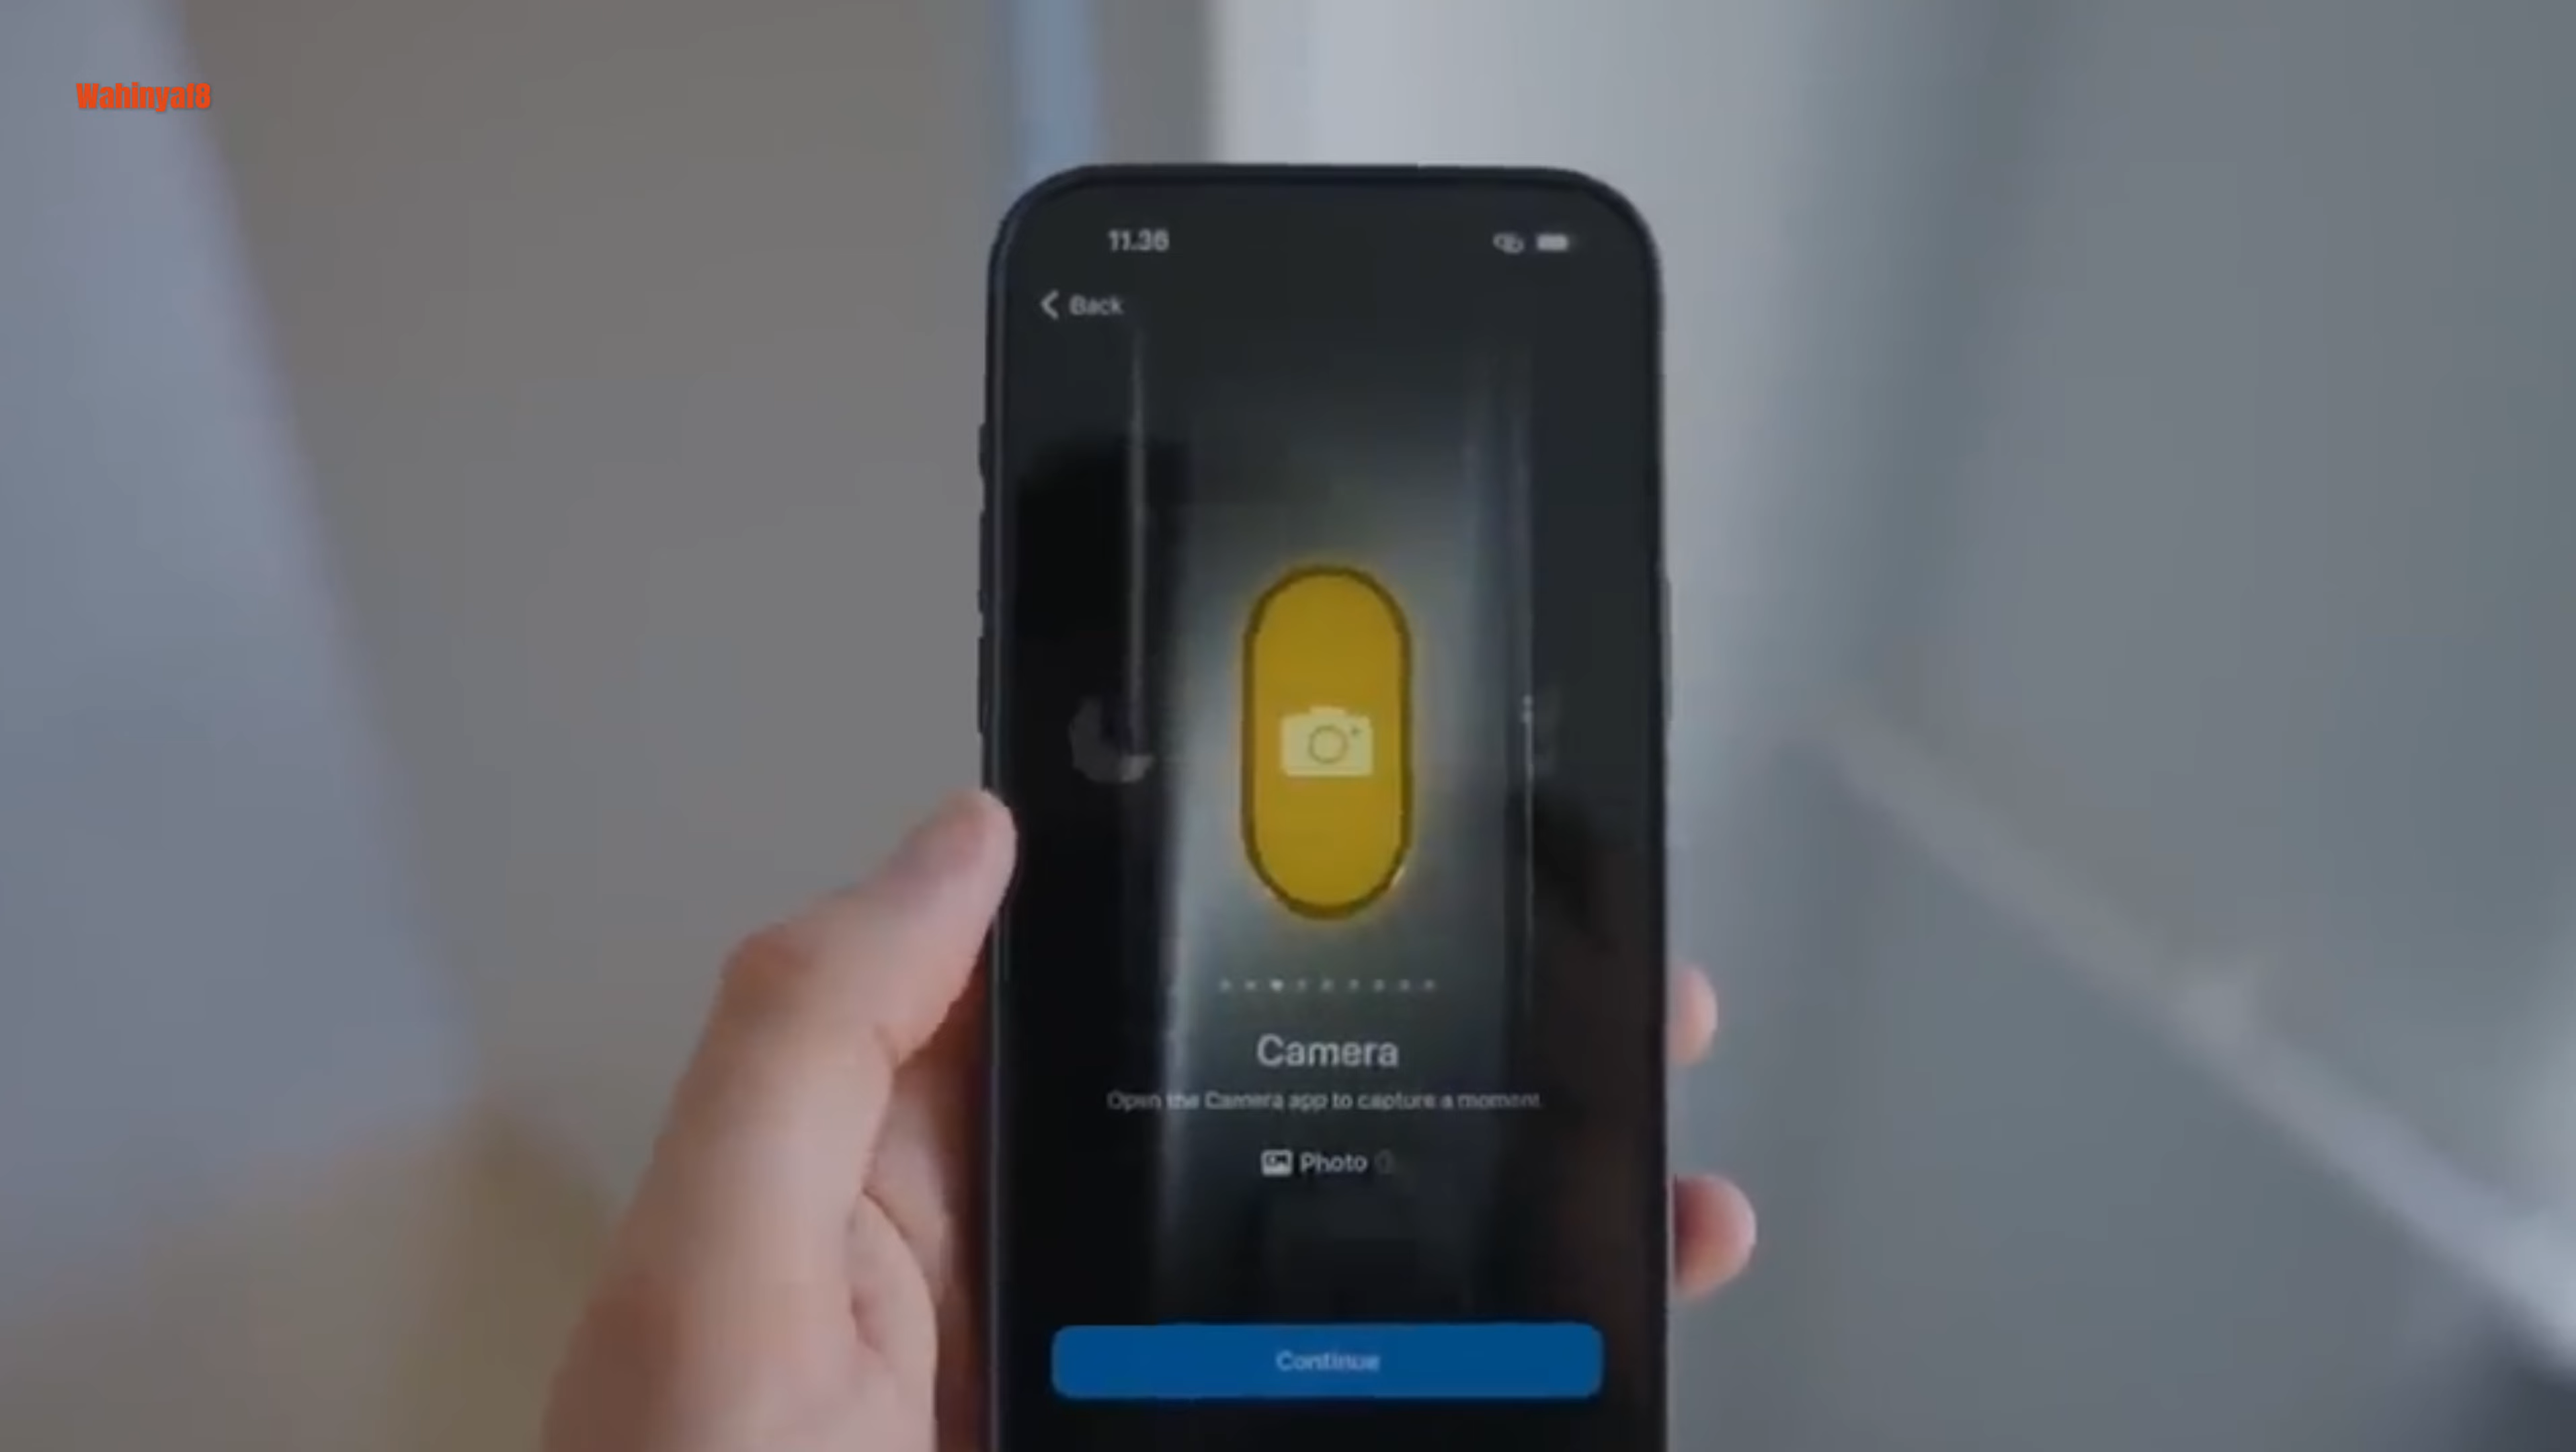 Wahinya18
11.36
Back
Camera
Open the Camera app to capture a moment.
Photo
Continue